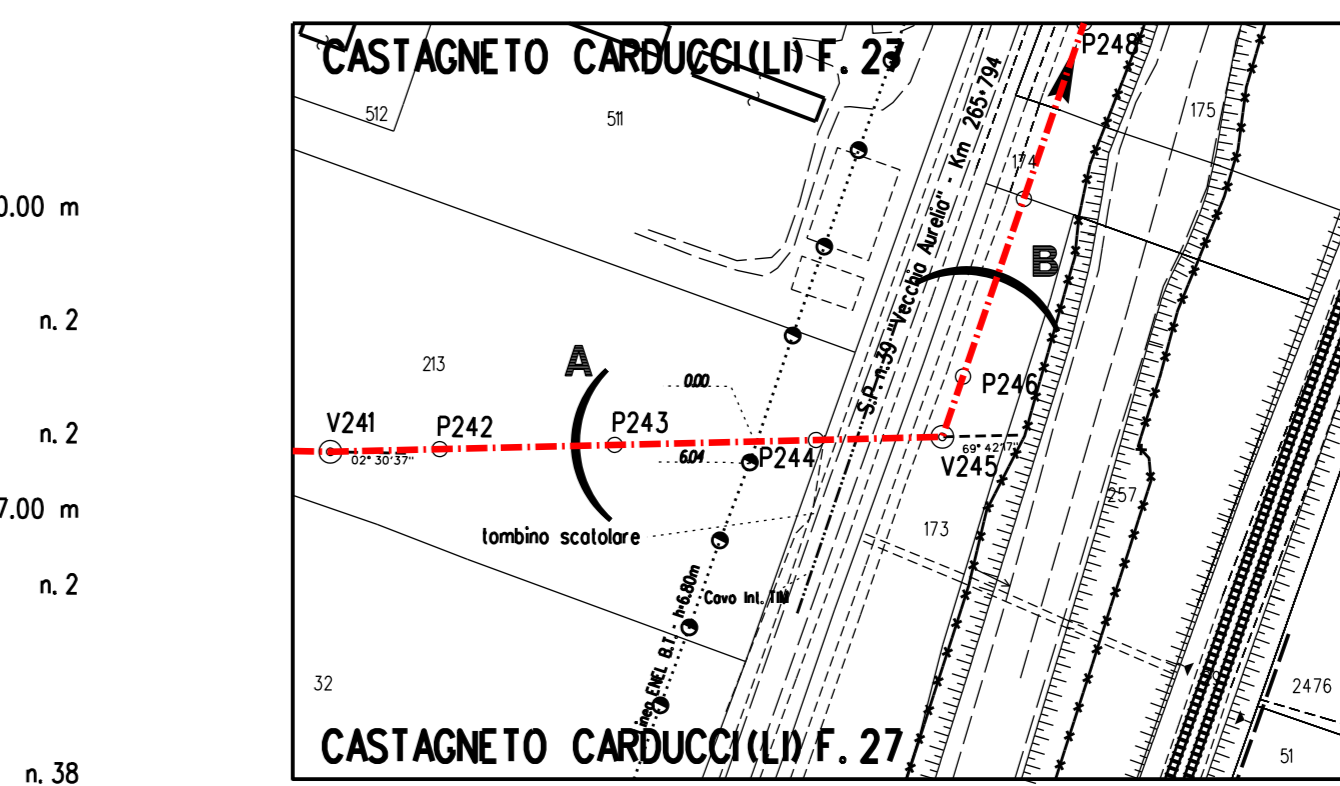 0.00 m
n. 2
n. 2
7.00 m
n. 2
n. 38
CASTAGNETO CARDUCCI(LI) F. 23
P248
512
511
175
174
S.P. n.39 "Vecchia Aurelia" - Km 265+794
B
A
213
0.00
P246
V241
P242
P243
02° 30'37"
6.04
P244
69° 42'17"
V245
257
tombino scatolare
173
Cavo Int. TIM
Linea ENEL B.T. - h=6.80m
32
2476
CASTAGNETO CARDUCCI(LI) F. 27
51